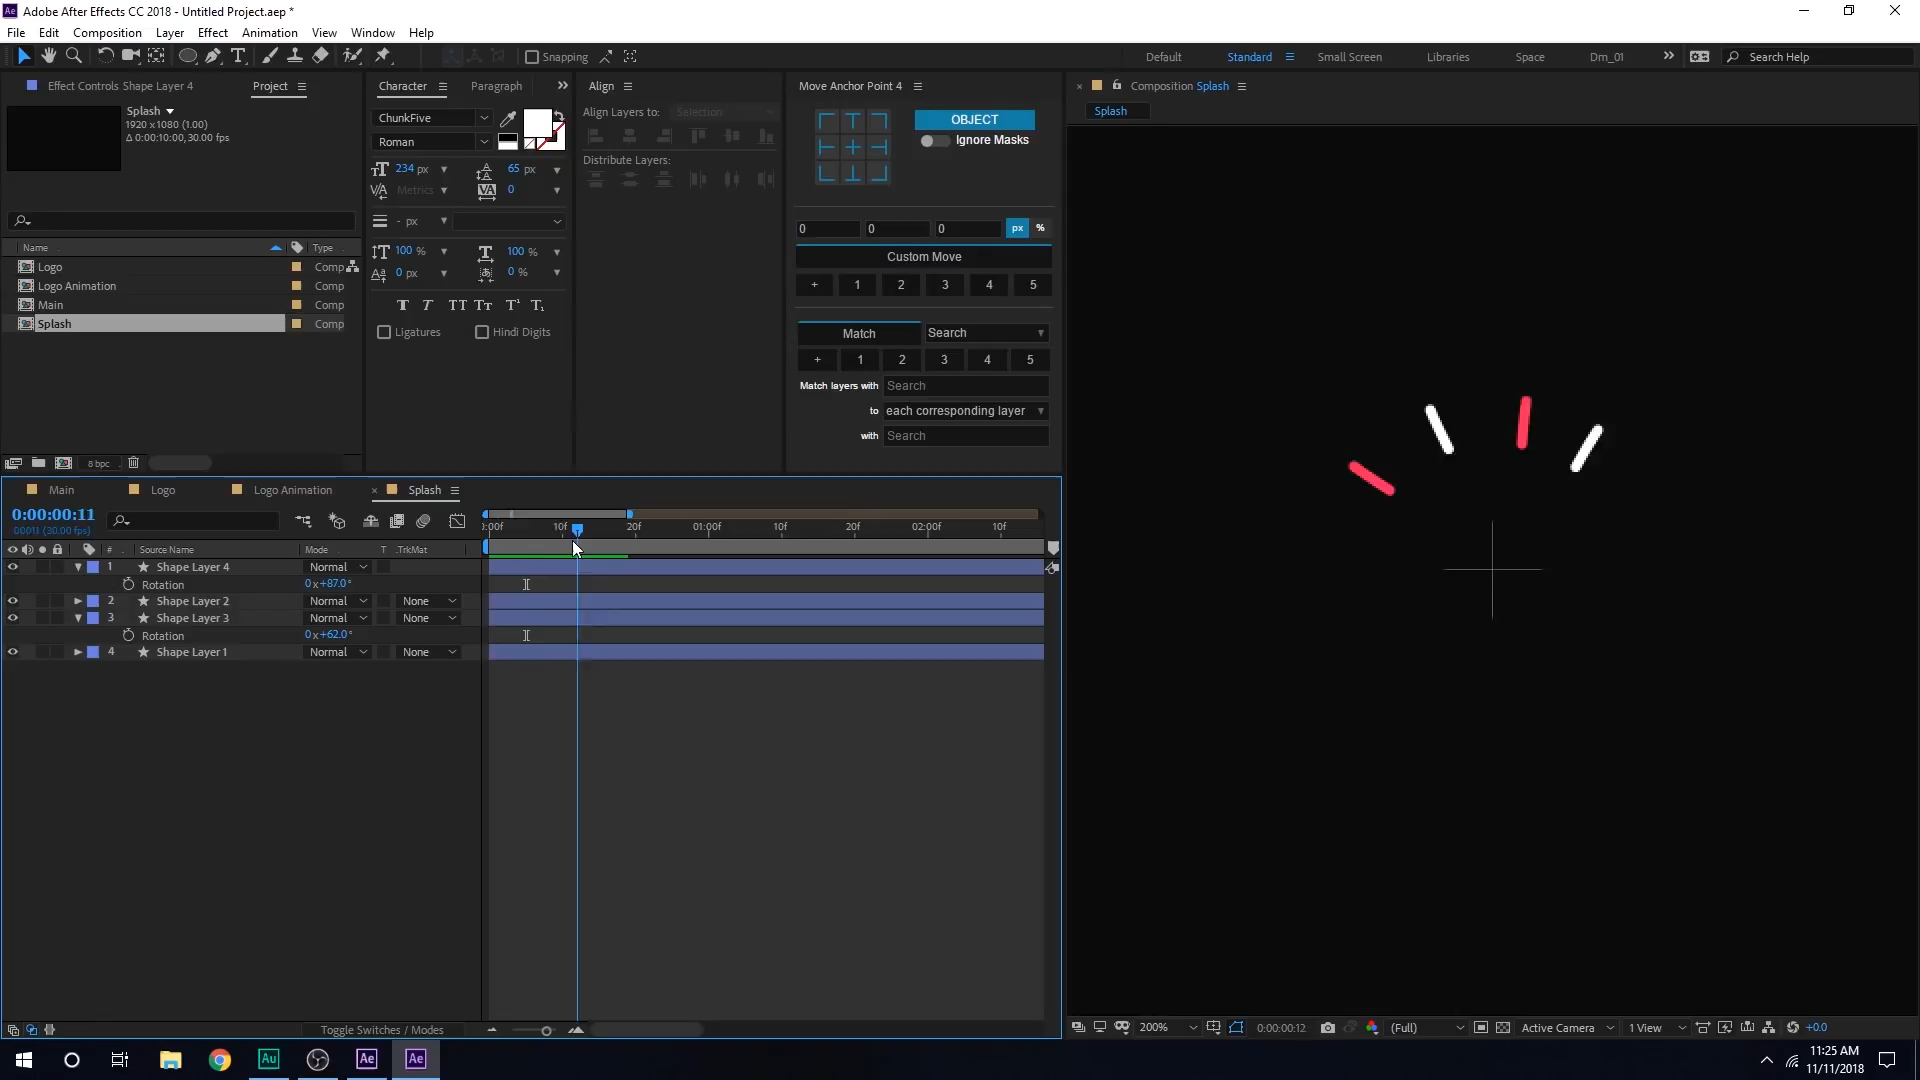 Adobe After Effects CC 2018 - Untitled Project.aep *
File Edit Composition Layer Effect Animation View Window Help
Snapping
Default Standard Small Screen Libraries Space Dm_01 Search Help
Effect Controls Shape Layer 4 Project
Character Paragraph
Align
Move Anchor Point 4
Composition Splash
Splash
Splash
1920 x1080 (1.00)
Δ 0:00:10:00, 30.00 fps
ChunkFive
Roman
234 px 65 px
Metrics 0
- px
100 % 100 %
0 px 0 %
T T TT Tt T¹ T₁
Ligatures Hindi Digits
Align Layers to: Selection
Distribute Layers:
OBJECT
Ignore Masks
0 0 0 px %
Custom Move
+ 1 2 3 4 5
Match Search
+ 1 2 3 4 5
Match layers with Search
to each corresponding layer
with Search
Name Type
Logo Comp
Logo Animation Comp
Main Comp
Splash Comp
8 bpc
Main Logo Logo Animation Splash
0:00:00:11
00011 (30.00 fps)
):00f 10f 20f 01:00f 10f 20f 02:00f 10f
# Source Name Mode T .TrkMat
1 Shape Layer 4 Normal
Rotation 0x+87.0°
2 Shape Layer 2 Normal None
3 Shape Layer 3 Normal None
Rotation 0x+62.0°
4 Shape Layer 1 Normal None
Toggle Switches / Modes
200% 0:00:00:12 (Full) Active Camera 1 View +0.0
11:25 AM
11/11/2018